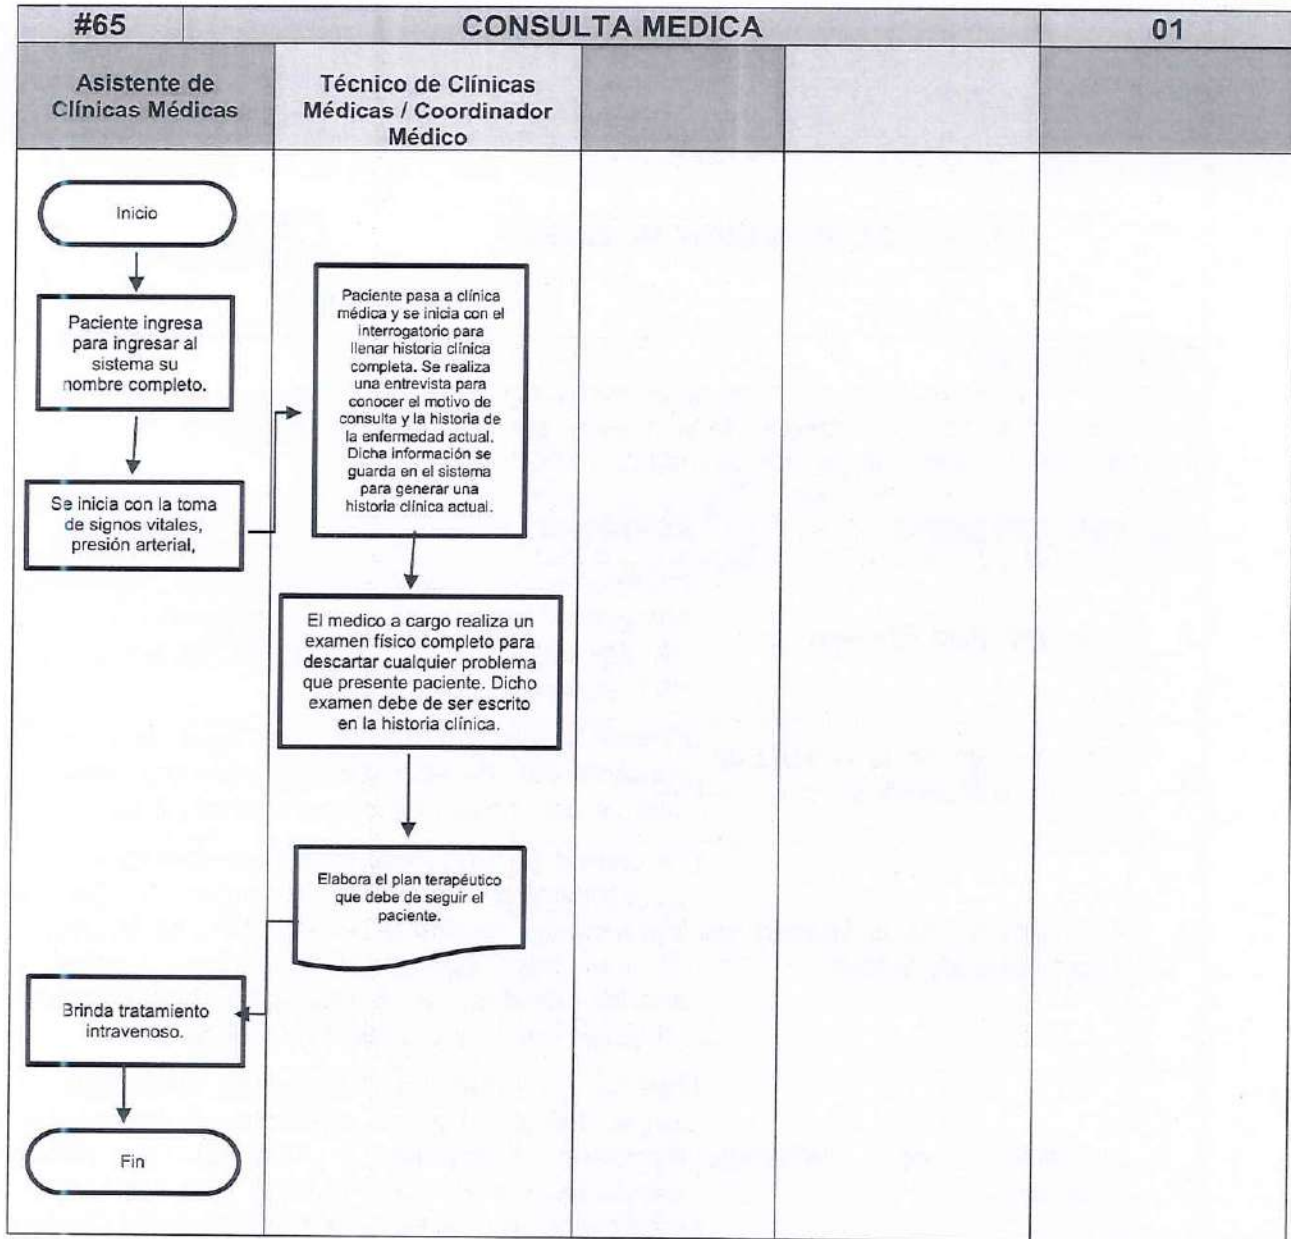 #65 CONSULTA MEDICA 01
Asistente de
Clínicas Médicas
Técnico de Clínicas
Médicas / Coordinador
Médico
Inicio
Paciente ingresa
para ingresar al
sistema su
nombre completo.
Se inicia con la toma
de signos vitales,
presión arterial,
Paciente pasa a clínica
médica y se inicia con el
interrogatorio para
llenar historia clínica
completa. Se realiza
una entrevista para
conocer el motivo de
consulta y la historia de
la enfermedad actual.
Dicha información se
guarda en el sistema
para generar una
historia clínica actual.
El medico a cargo realiza un
examen físico completo para
descartar cualquier problema
que presente paciente. Dicho
examen debe de ser escrito
en la historia clínica.
Elabora el plan terapéutico
que debe de seguir el
paciente.
Brinda tratamiento
intravenoso.
Fin